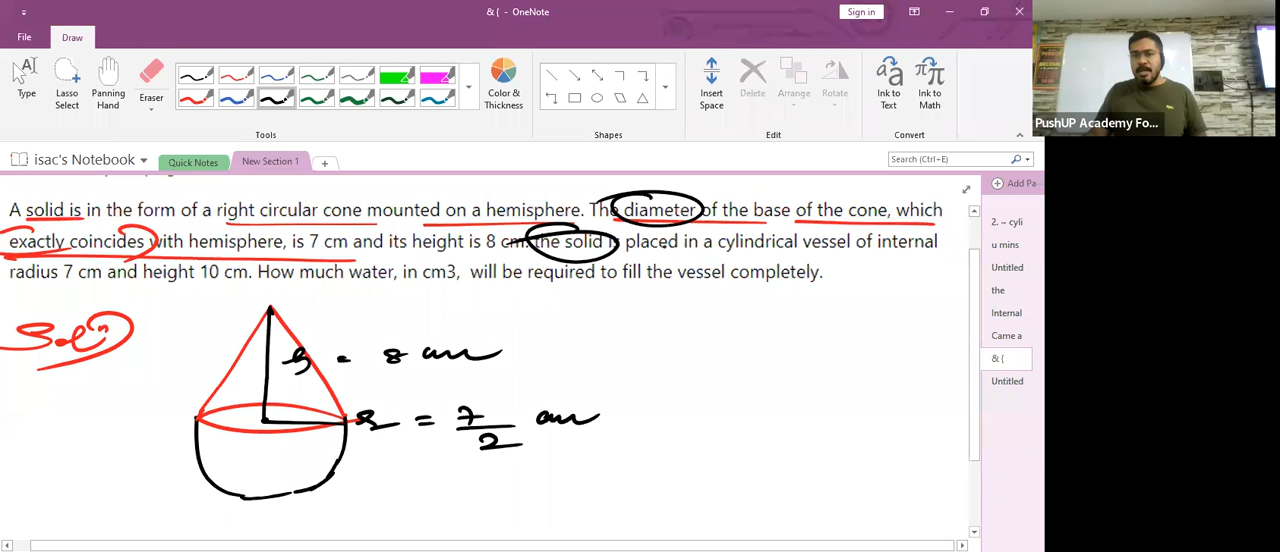 & { - OneNote
Sign in
File
Draw
Type
Lasso Select
Panning Hand
Eraser
Color & Thickness
Insert Space
Delete
Arrange
Rotate
Ink to Text
Ink to Math
Tools
Shapes
Edit
Convert
PushUP Academy Fo...
isac's Notebook
Quick Notes
New Section 1
Search (Ctrl+E)
Add Pa
A solid is in the form of a right circular cone mounted on a hemisphere. The diameter of the base of the cone, which
exactly coincides with hemisphere, is 7 cm and its height is 8 cm. the solid is placed in a cylindrical vessel of internal
radius 7 cm and height 10 cm. How much water, in cm3, will be required to fill the vessel completely.
Solⁿ
h = 8 cm
r = 7/2 cm
2. ~ cyli
u mins
Untitled
the
Internal
Came a
& {
Untitled